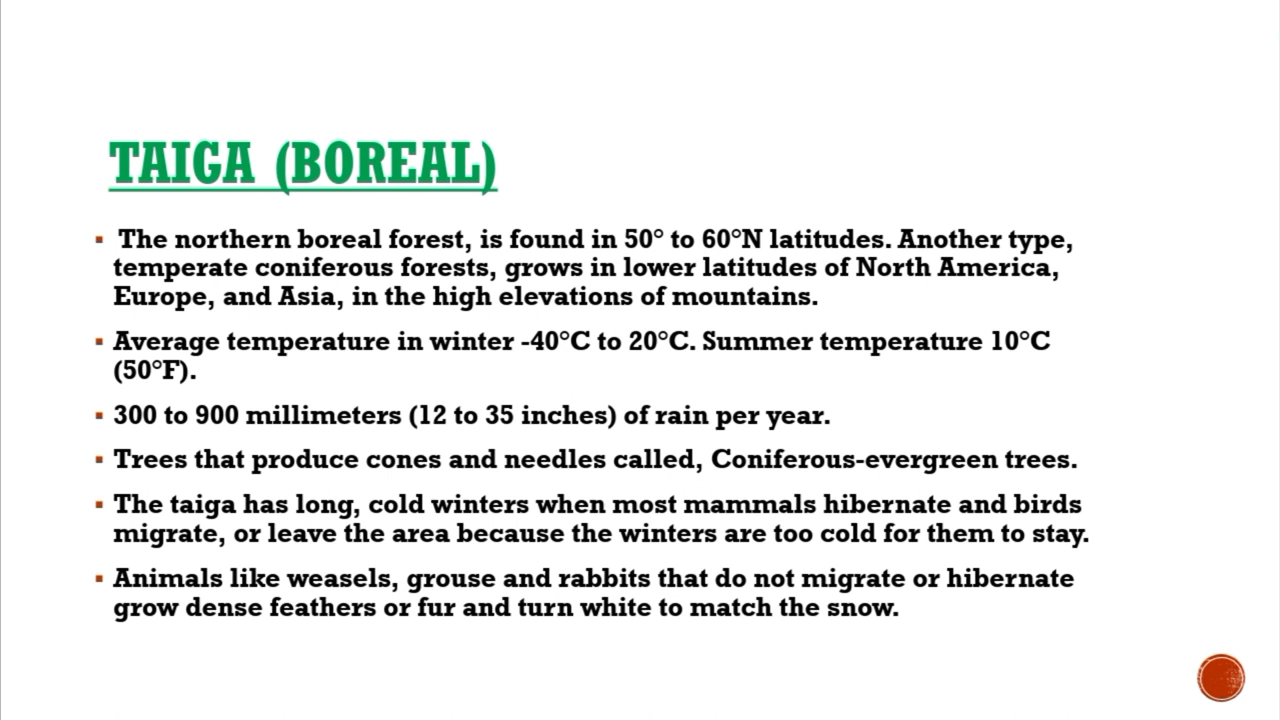 TAIGA (BOREAL)
▪ The northern boreal forest, is found in 50° to 60°N latitudes. Another type,
temperate coniferous forests, grows in lower latitudes of North America,
Europe, and Asia, in the high elevations of mountains.
▪ Average temperature in winter -40°C to 20°C. Summer temperature 10°C
(50°F).
▪ 300 to 900 millimeters (12 to 35 inches) of rain per year.
▪ Trees that produce cones and needles called, Coniferous-evergreen trees.
▪ The taiga has long, cold winters when most mammals hibernate and birds
migrate, or leave the area because the winters are too cold for them to stay.
▪ Animals like weasels, grouse and rabbits that do not migrate or hibernate
grow dense feathers or fur and turn white to match the snow.